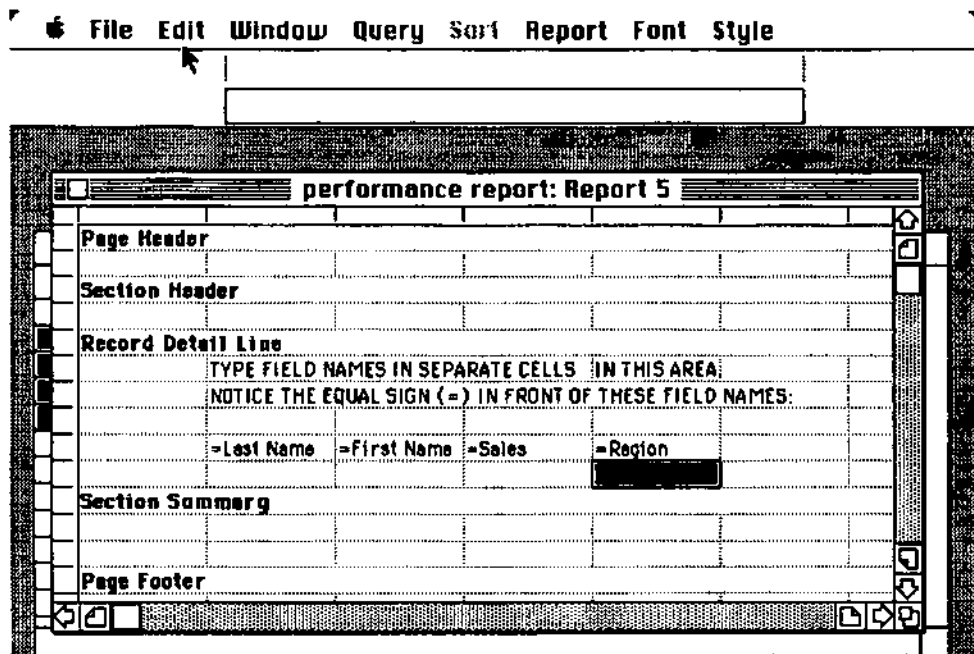 File Edit Window Query Sort Report Font Style
performance report: Report 5
Page Header
Section Header
Record Detail Line
TYPE FIELD NAMES IN SEPARATE CELLS IN THIS AREA;
NOTICE THE EQUAL SIGN (=) IN FRONT OF THESE FIELD NAMES:
=Last Name =First Name =Sales =Region
Section Summary
Page Footer